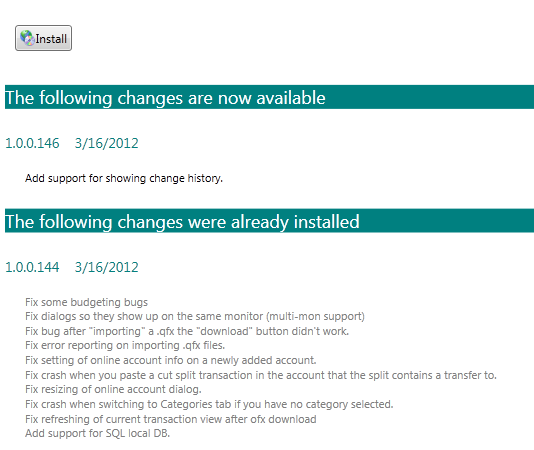 Install
The following changes are now available
1.0.0.146 3/16/2012
Add support for showing change history.
The following changes were already installed
1.0.0.144 3/16/2012
Fix some budgeting bugs
Fix dialogs so they show up on the same monitor (multi-mon support)
Fix bug after "importing" a .qfx the "download" button didn't work.
Fix error reporting on importing .qfx files.
Fix setting of online account info on a newly added account.
Fix crash when you paste a cut split transaction in the account that the split contains a transfer to.
Fix resizing of online account dialog.
Fix crash when switching to Categories tab if you have no category selected.
Fix refreshing of current transaction view after ofx download
Add support for SQL local DB.